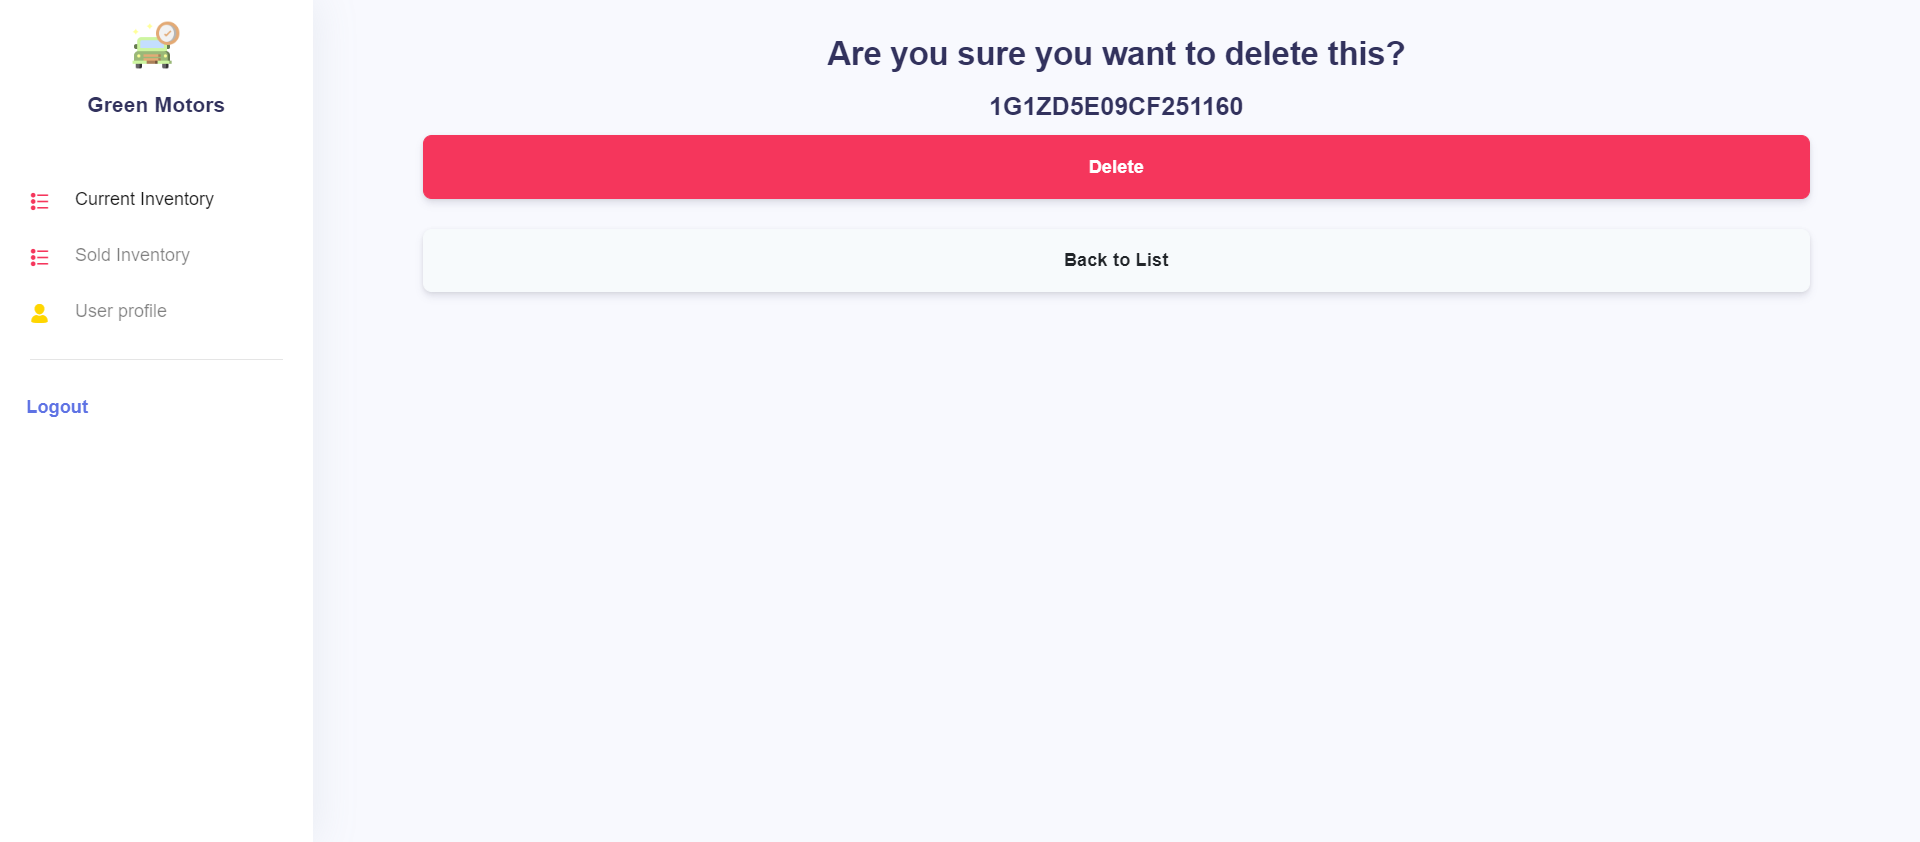 Green Motors
Current Inventory
Sold Inventory
User profile
Logout
Are you sure you want to delete this?
1G1ZD5E09CF251160
Delete
Back to List